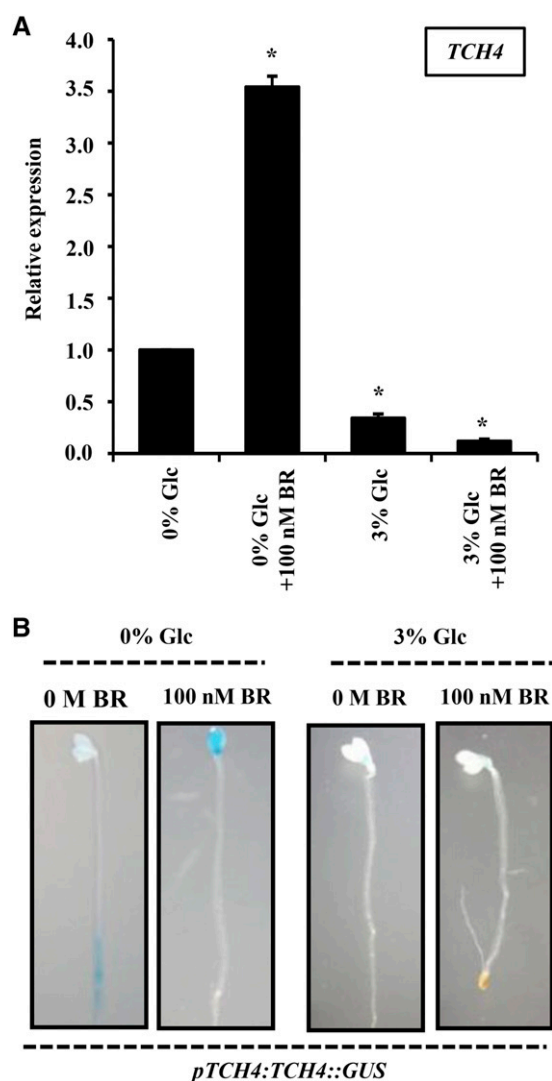 A
TCH4
Relative expression
4.0
3.5
3.0
2.5
2.0
1.5
1.0
0.5
0.0
*
*
*
0% Glc
0% Glc
+100 nM BR
3% Glc
3% Glc
+100 nM BR
B
0% Glc
3% Glc
0 M BR
100 nM BR
0 M BR
100 nM BR
pTCH4:TCH4::GUS